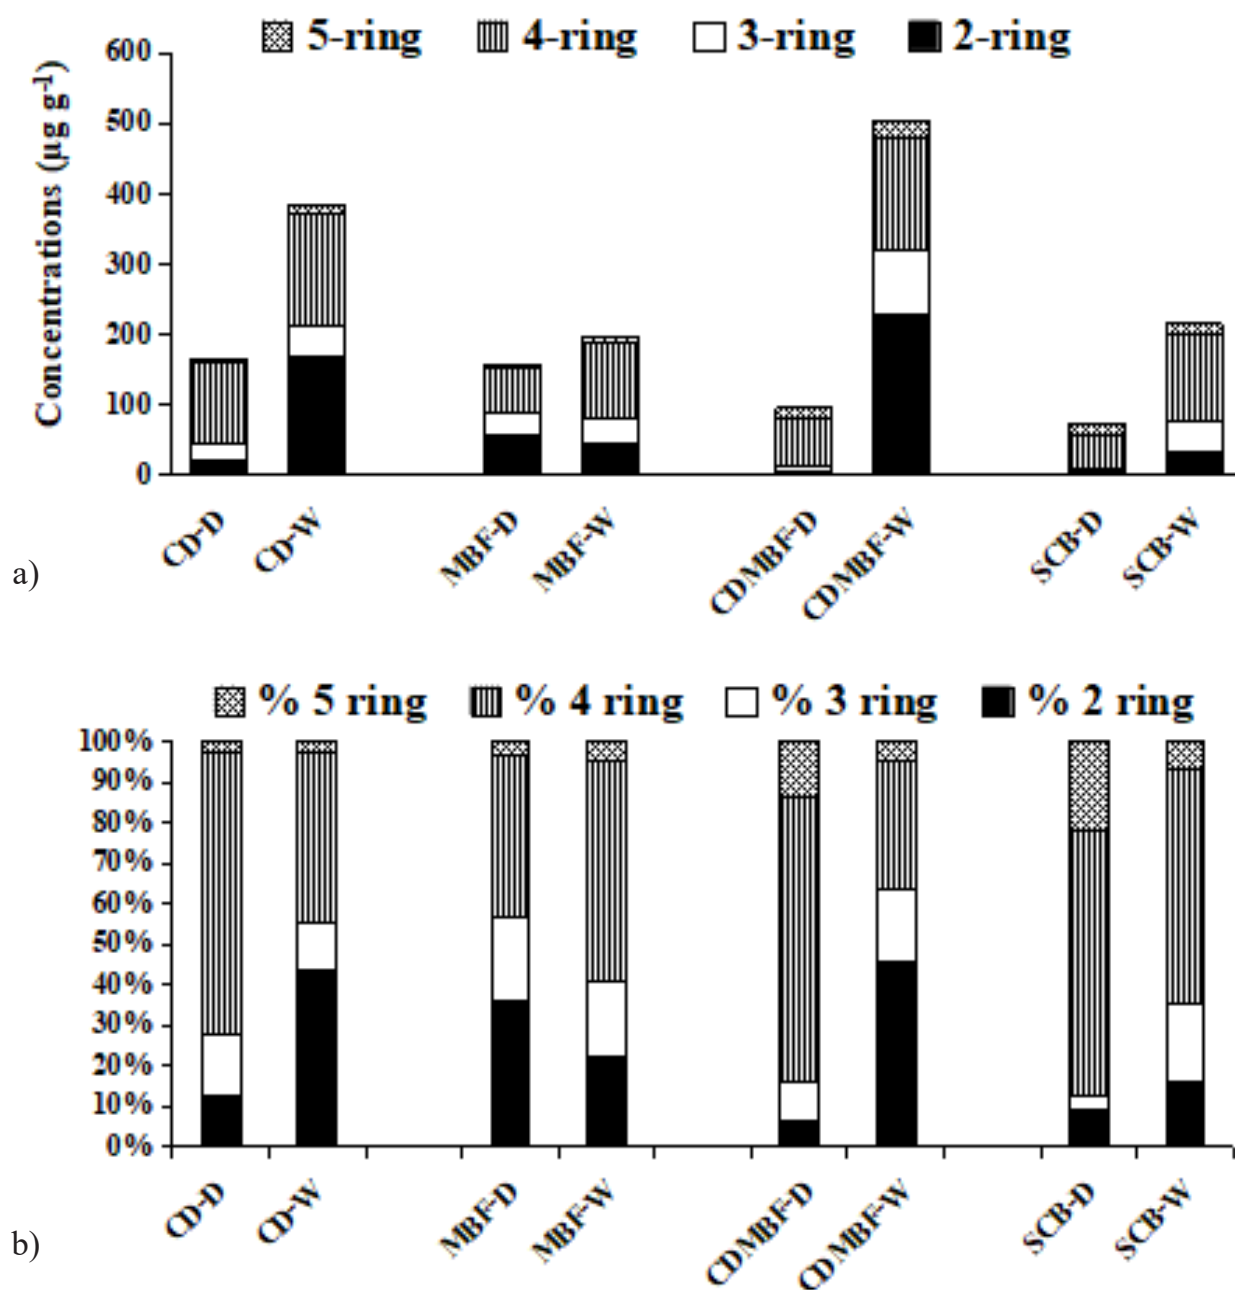 5-ring 4-ring 3-ring 2-ring
Concentrations (µg g⁻¹)
600
500
400
300
200
100
0
CD-D CD-W MBF-D MBF-W CDMBF-D CDMBF-W SCB-D SCB-W
a)
% 5 ring % 4 ring % 3 ring % 2 ring
100%
90%
80%
70%
60%
50%
40%
30%
20%
10%
0%
CD-D CD-W MBF-D MBF-W CDMBF-D CDMBF-W SCB-D SCB-W
b)